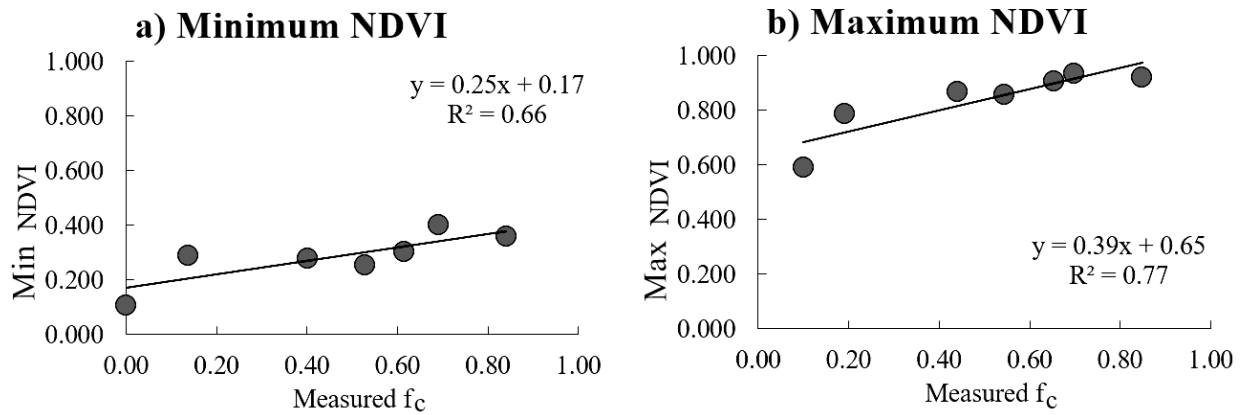 a) Minimum NDVI
1.000
0.800
0.600
0.400
0.200
0.000
Min NDVI
y = 0.25x + 0.17
R² = 0.66
0.00 0.20 0.40 0.60 0.80 1.00
Measured fc
b) Maximum NDVI
1.000
0.800
0.600
0.400
0.200
0.000
Max NDVI
y = 0.39x + 0.65
R² = 0.77
0.00 0.20 0.40 0.60 0.80 1.00
Measured fc